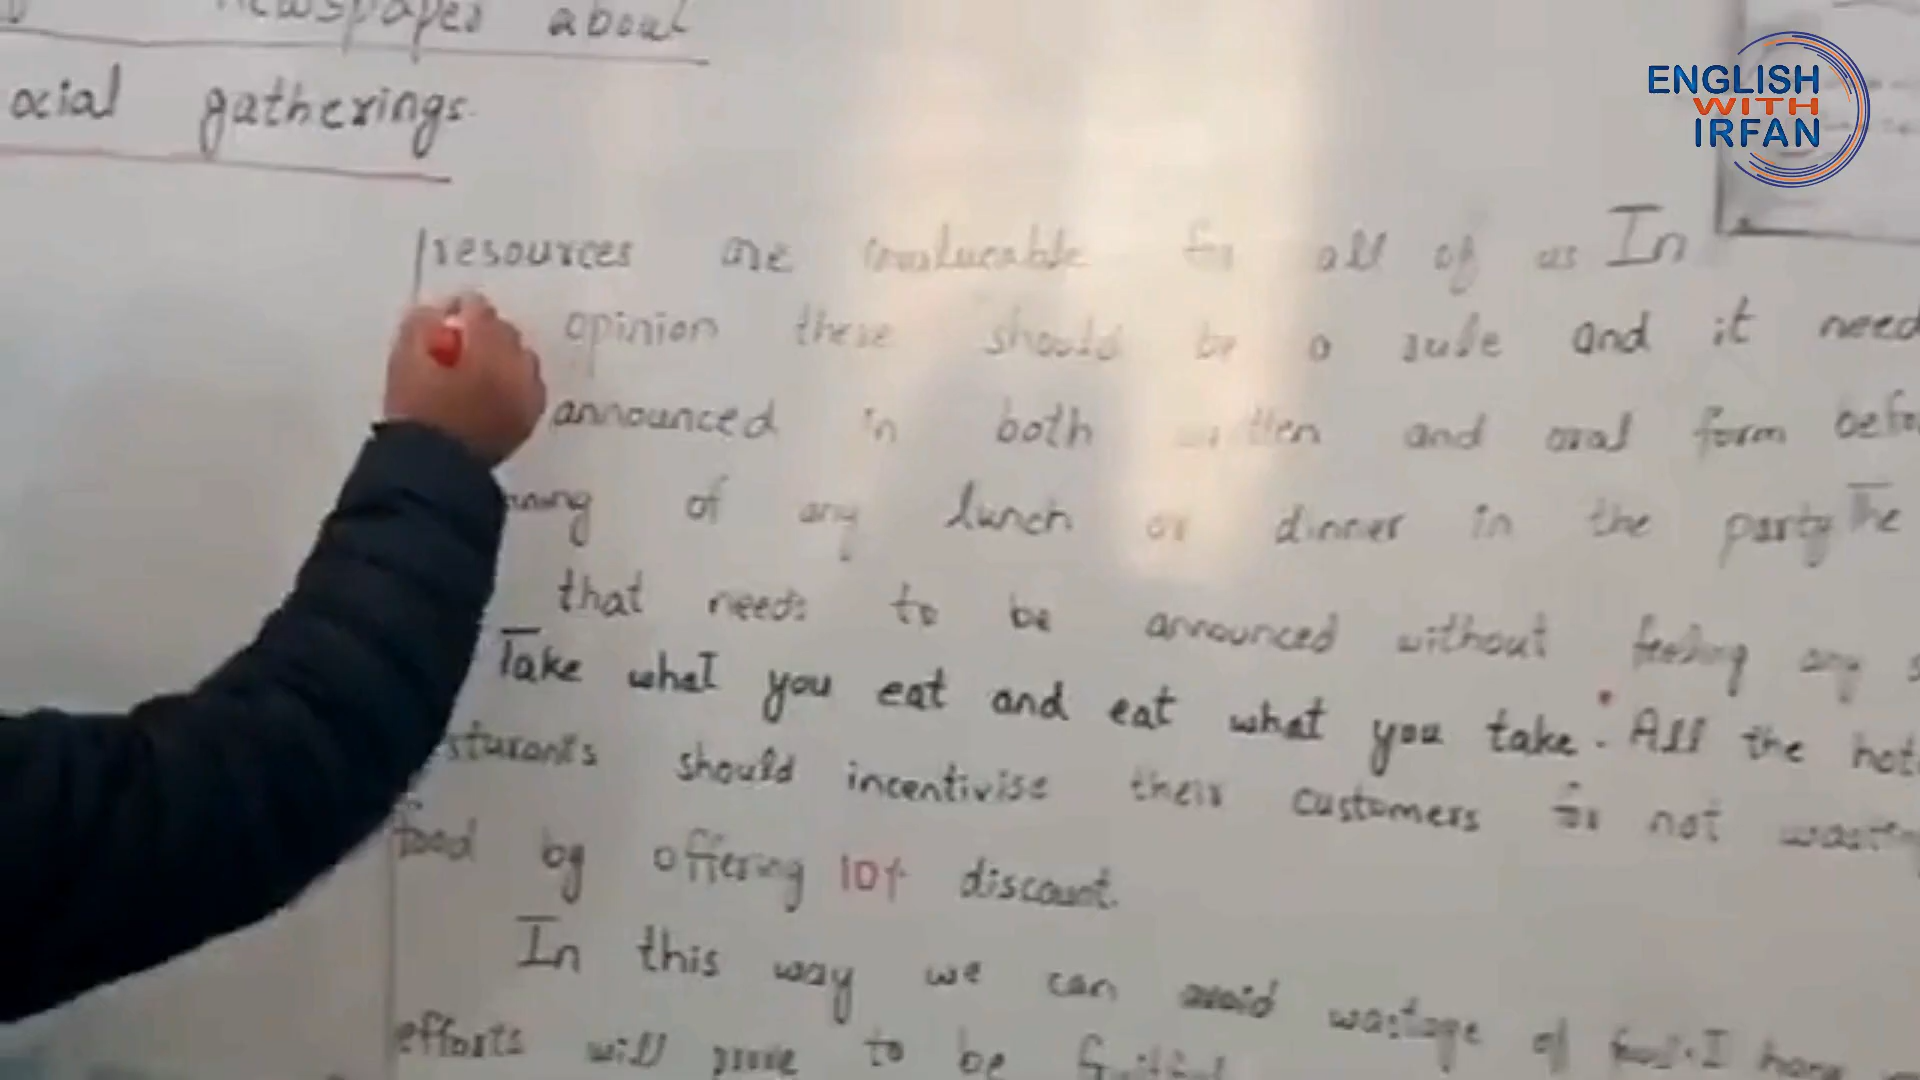 newspaper about
ocial gatherings.
ENGLISH
WITH
IRFAN
resources are invaluable for all of us In
opinion there should be a rule and it need
announced in both written and oral form befo
nning of any lunch or dinner in the party The
that needs to be announced without feeling any s
Take what you eat and eat what you take. All the hot
sturants should incentivise their customers for not wasting
food by offering 10% discount.
In this way we can avoid wastage of food. I hope
efforts will prove to be fruitful